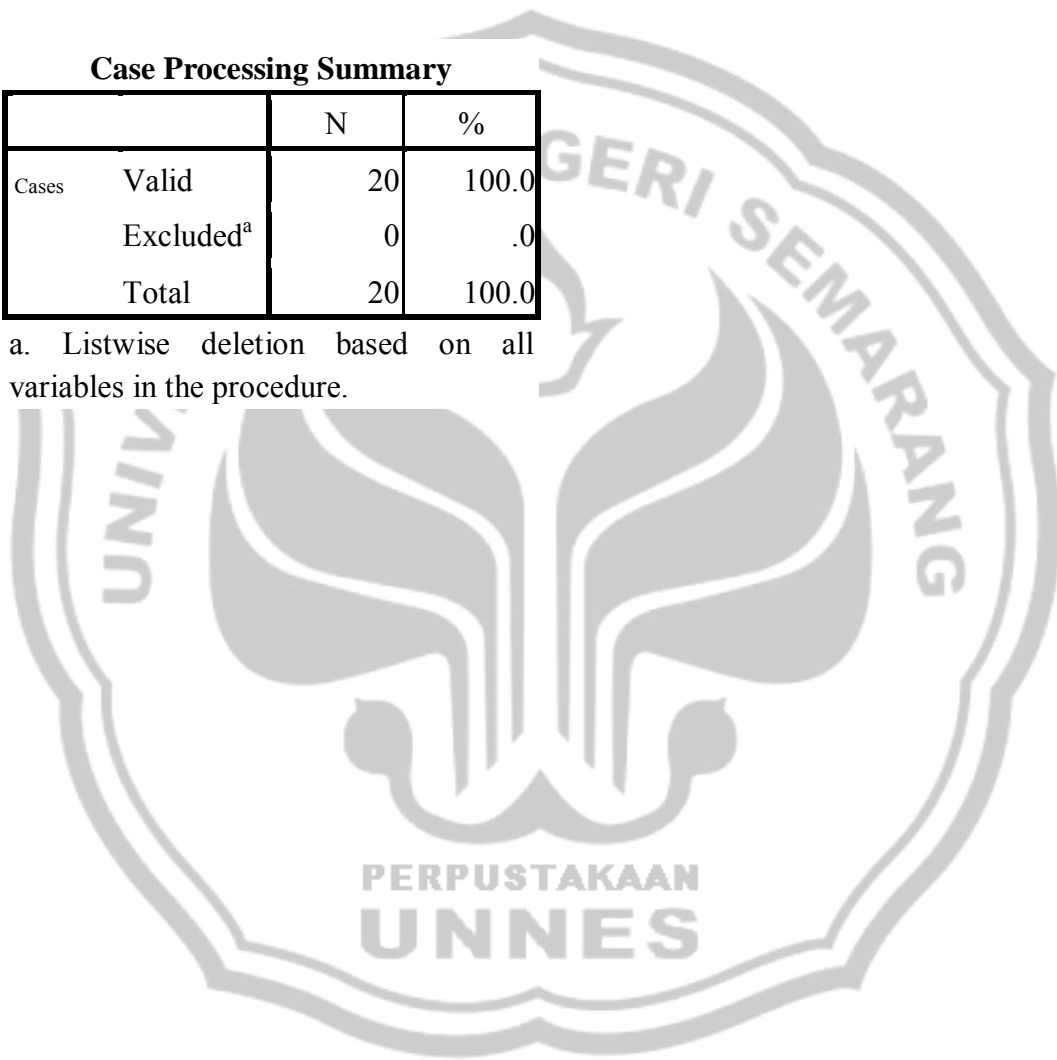 Case Processing Summary
N %
Cases Valid 20 100.0
Excludedᵃ 0 .0
Total 20 100.0
a. Listwise deletion based on all
variables in the procedure.
GERI SEMARANG
UNIV
PERPUSTAKAAN
UNNES